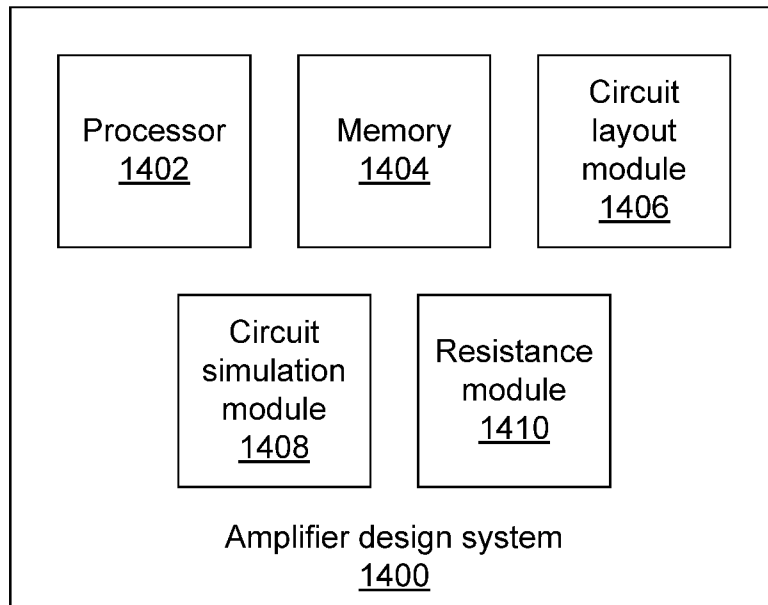 Processor
1402
Memory
1404
Circuit
layout
module
1406
Circuit
simulation
module
1408
Resistance
module
1410
Amplifier design system
1400